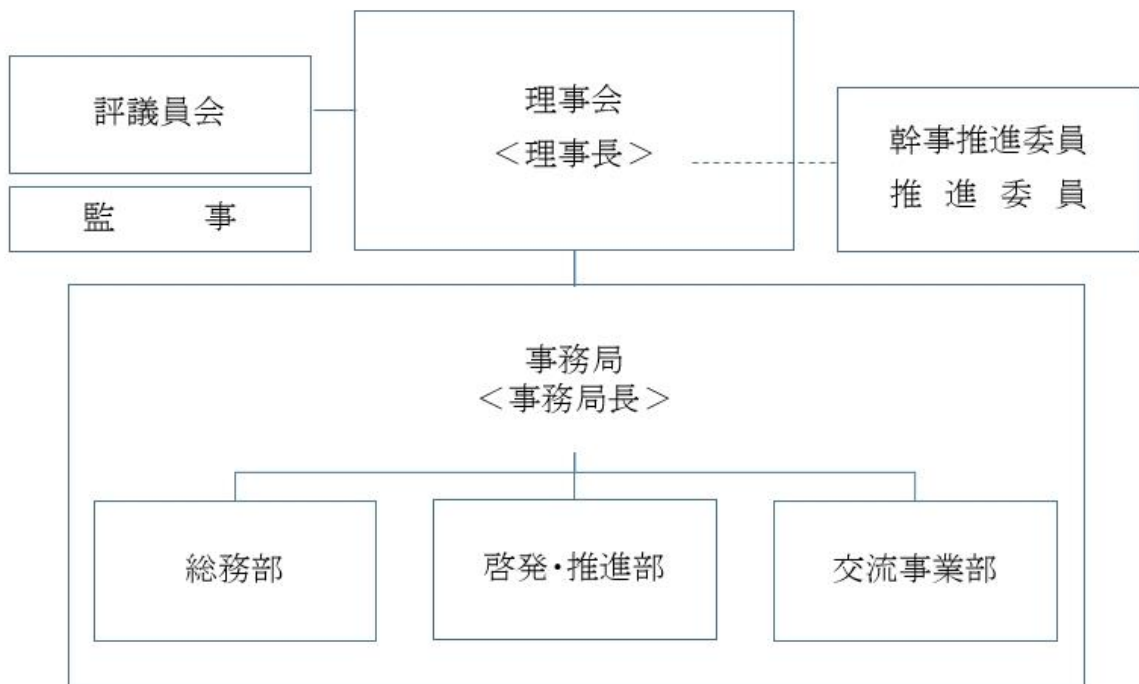 評議員会
監　　事
理事会
＜理事長＞
幹事推進委員
推 進 委 員
事務局
＜事務局長＞
総務部
啓発・推進部
交流事業部